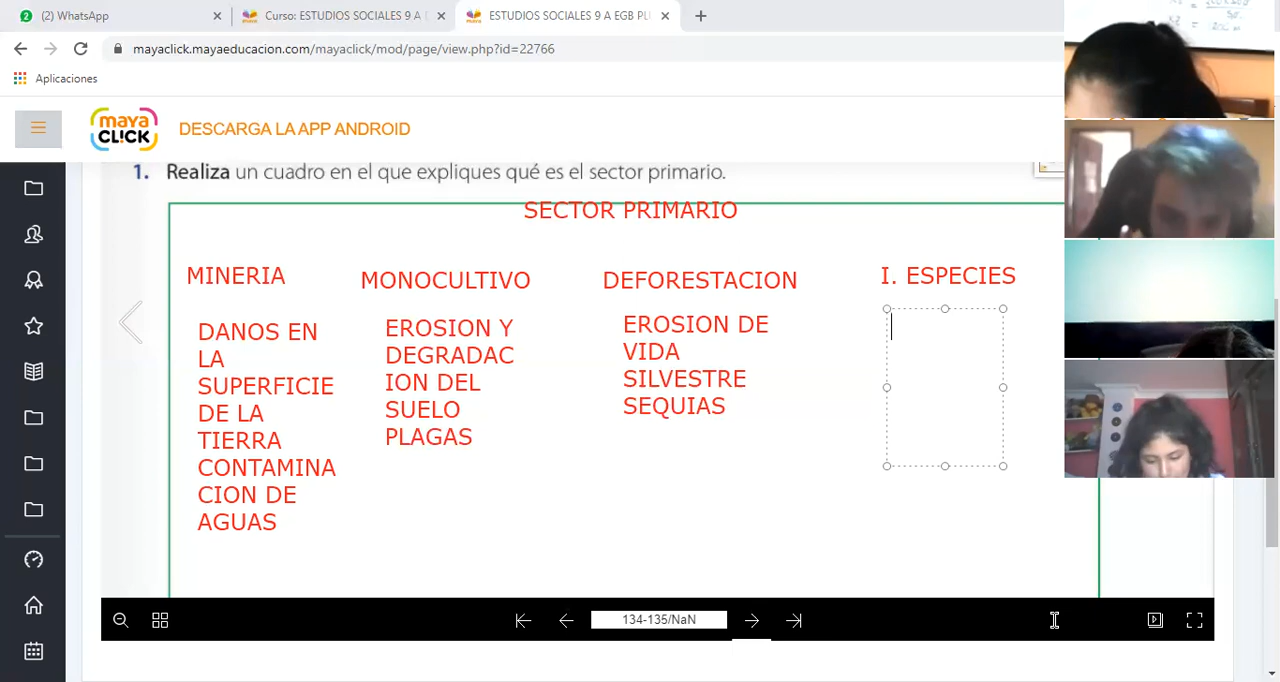 WhatsApp
Curso: ESTUDIOS SOCIALES 9 A
ESTUDIOS SOCIALES 9 A EGB PLU
mayaclick.mayaeducacion.com/mayaclick/mod/page/view.php?id=22766
Aplicaciones
maya
CLICK
DESCARGA LA APP ANDROID
1. Realiza un cuadro en el que expliques qué es el sector primario.
SECTOR PRIMARIO
MINERIA
DANOS EN
LA
SUPERFICIE
DE LA
TIERRA
CONTAMINA
CION DE
AGUAS
MONOCULTIVO
EROSION Y
DEGRADAC
ION DEL
SUELO
PLAGAS
DEFORESTACION
EROSION DE
VIDA
SILVESTRE
SEQUIAS
I. ESPECIES
134-135/NaN